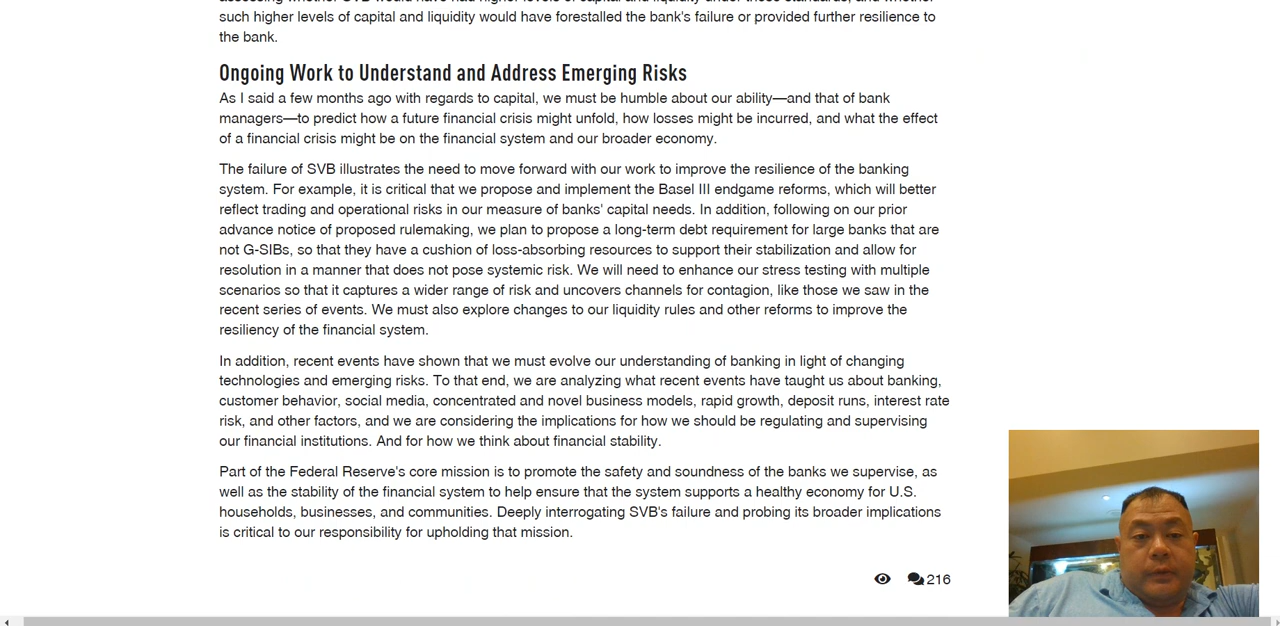 such higher levels of capital and liquidity would have forestalled the bank's failure or provided further resilience to
the bank.
Ongoing Work to Understand and Address Emerging Risks
As I said a few months ago with regards to capital, we must be humble about our ability—and that of bank
managers—to predict how a future financial crisis might unfold, how losses might be incurred, and what the effect
of a financial crisis might be on the financial system and our broader economy.
The failure of SVB illustrates the need to move forward with our work to improve the resilience of the banking
system. For example, it is critical that we propose and implement the Basel III endgame reforms, which will better
reflect trading and operational risks in our measure of banks' capital needs. In addition, following on our prior
advance notice of proposed rulemaking, we plan to propose a long-term debt requirement for large banks that are
not G-SIBs, so that they have a cushion of loss-absorbing resources to support their stabilization and allow for
resolution in a manner that does not pose systemic risk. We will need to enhance our stress testing with multiple
scenarios so that it captures a wider range of risk and uncovers channels for contagion, like those we saw in the
recent series of events. We must also explore changes to our liquidity rules and other reforms to improve the
resiliency of the financial system.
In addition, recent events have shown that we must evolve our understanding of banking in light of changing
technologies and emerging risks. To that end, we are analyzing what recent events have taught us about banking,
customer behavior, social media, concentrated and novel business models, rapid growth, deposit runs, interest rate
risk, and other factors, and we are considering the implications for how we should be regulating and supervising
our financial institutions. And for how we think about financial stability.
Part of the Federal Reserve's core mission is to promote the safety and soundness of the banks we supervise, as
well as the stability of the financial system to help ensure that the system supports a healthy economy for U.S.
households, businesses, and communities. Deeply interrogating SVB's failure and probing its broader implications
is critical to our responsibility for upholding that mission.
216